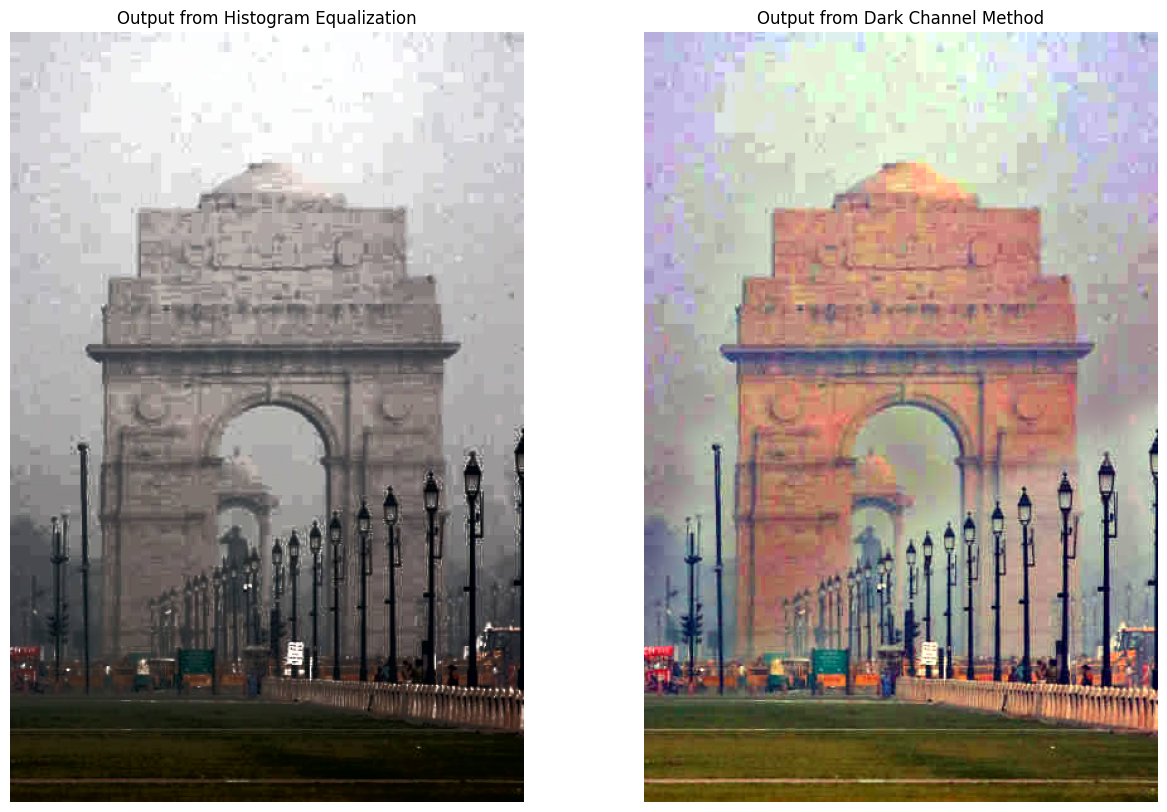 Output from Histogram Equalization
Output from Dark Channel Method